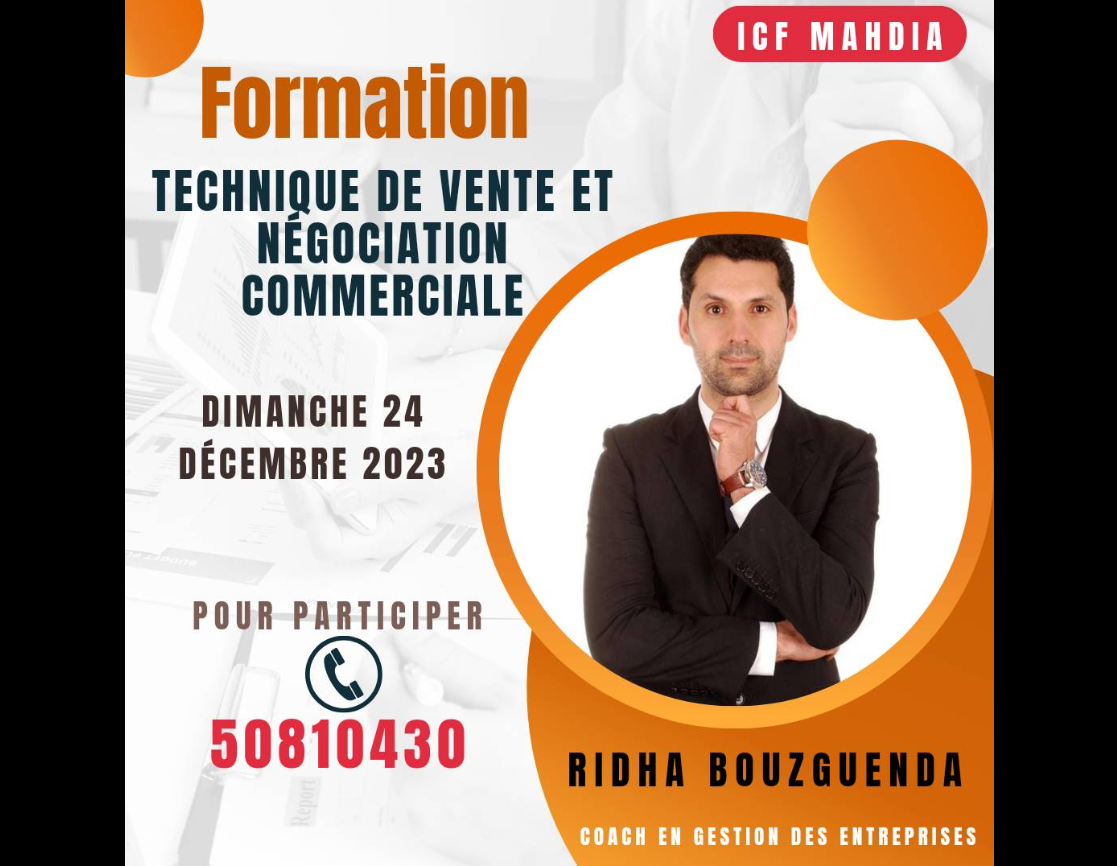 ICF MAHDIA
Formation
TECHNIQUE DE VENTE ET
NÉGOCIATION
COMMERCIALE
DIMANCHE 24
DÉCEMBRE 2023
POUR PARTICIPER
50810430
RIDHA BOUZGUENDA
COACH EN GESTION DES ENTREPRISES
Report